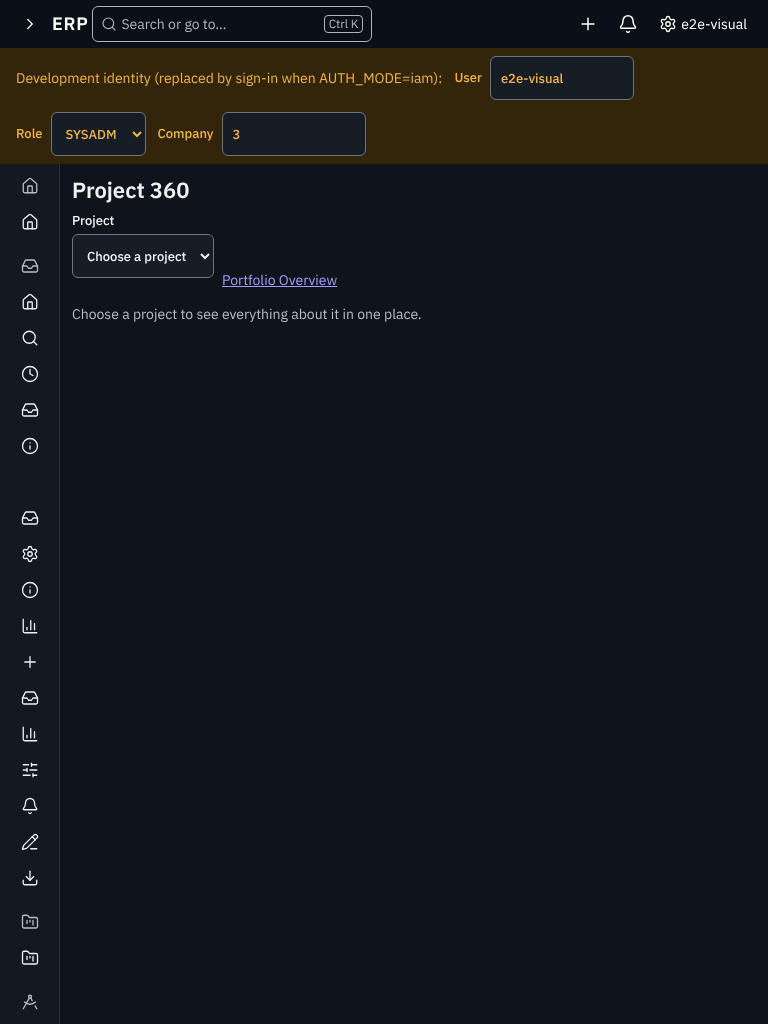 ERP Search or go to... Ctrl K e2e-visual
Development identity (replaced by sign-in when AUTH_MODE=iam): User e2e-visual
Role SYSADM Company 3
Project 360
Project
Choose a project
Portfolio Overview
Choose a project to see everything about it in one place.